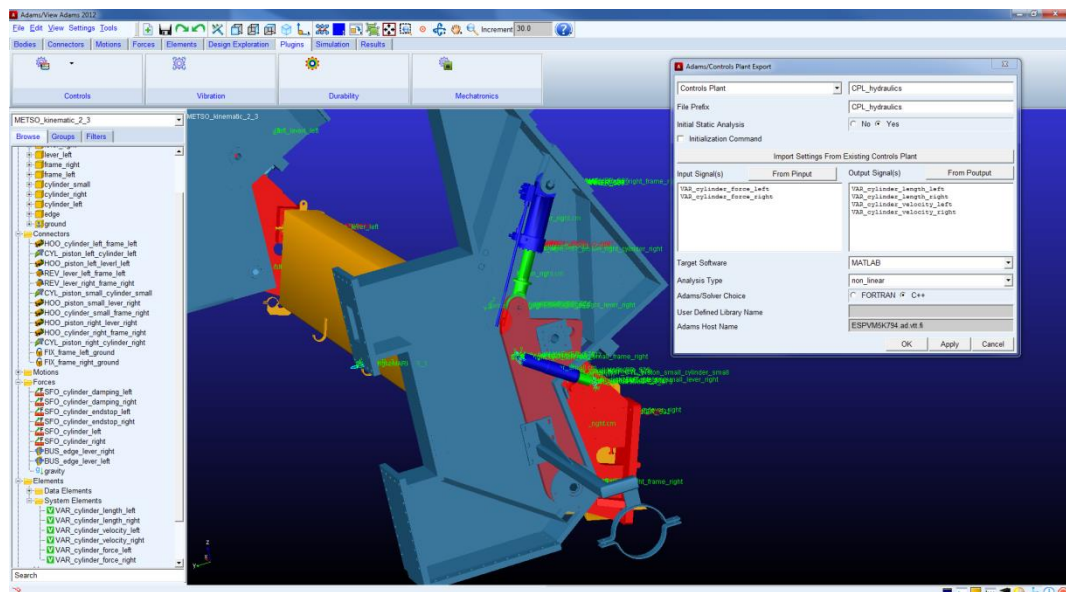 Adams/View Adams 2012
File Edit View Settings Tools
Increment 30.0
Bodies Connectors Motions Forces Elements Design Exploration Plugins Simulation Results
Controls Vibration Durability Mechatronics
METSO_kinematic_2_3
METSO_kinematic_2_3
Browse Groups Filters
lever_left
frame_right
frame_left
cylinder_small
cylinder_right
cylinder_left
edge
ground
Connectors
HOO_cylinder_left_frame_left
CYL_piston_left_cylinder_left
HOO_piston_left_leverl_left
REV_lever_left_frame_left
REV_lever_right_frame_right
CYL_piston_small_cylinder_small
HOO_piston_small_lever_right
HOO_cylinder_small_frame_right
HOO_piston_right_lever_right
HOO_cylinder_right_frame_right
CYL_piston_right_cylinder_right
FIX_frame_left_ground
FIX_frame_right_ground
Motions
Forces
SFO_cylinder_damping_left
SFO_cylinder_damping_right
SFO_cylinder_endstop_left
SFO_cylinder_endstop_right
SFO_cylinder_left
SFO_cylinder_right
BUS_edge_lever_right
BUS_edge_lever_left
gravity
Elements
Data Elements
System Elements
VAR_cylinder_length_left
VAR_cylinder_length_right
VAR_cylinder_velocity_left
VAR_cylinder_velocity_right
VAR_cylinder_force_left
VAR_cylinder_force_right
Search
Adams/Controls Plant Export
Controls Plant CPL_hydraulics
File Prefix CPL_hydraulics
Initial Static Analysis No Yes
Initialization Command
Import Settings From Existing Controls Plant
Input Signal(s) From Pinput Output Signal(s) From Poutput
VAR_cylinder_force_left
VAR_cylinder_force_right
VAR_cylinder_length_left
VAR_cylinder_length_right
VAR_cylinder_velocity_left
VAR_cylinder_velocity_right
Target Software MATLAB
Analysis Type non_linear
Adams/Solver Choice FORTRAN C++
User Defined Library Name
Adams Host Name ESPVM5K794.ad.vtt.fi
OK Apply Cancel